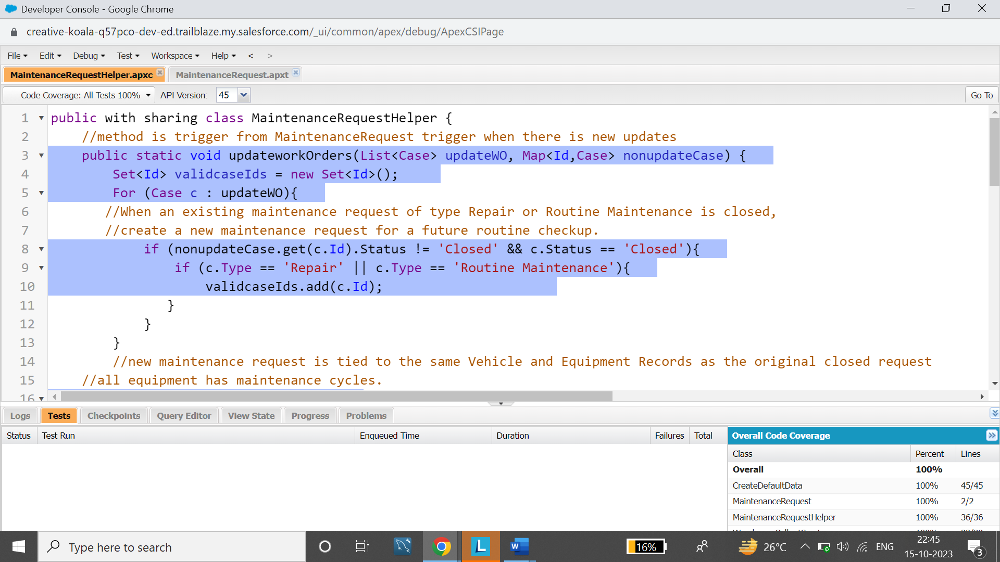 Developer Console - Google Chrome
creative-koala-q57pco-dev-ed.trailblaze.my.salesforce.com/_ui/common/apex/debug/ApexCSIPage
File Edit Debug Test Workspace Help < >
MaintenanceRequestHelper.apxc MaintenanceRequest.apxt
Code Coverage: All Tests 100% API Version: 45 Go To
1 public with sharing class MaintenanceRequestHelper {
2 //method is trigger from MaintenanceRequest trigger when there is new updates
3 public static void updateworkOrders(List<Case> updateWO, Map<Id,Case> nonupdateCase) {
4 Set<Id> validcaseIds = new Set<Id>();
5 For (Case c : updateWO){
6 //When an existing maintenance request of type Repair or Routine Maintenance is closed,
7 //create a new maintenance request for a future routine checkup.
8 if (nonupdateCase.get(c.Id).Status != 'Closed' && c.Status == 'Closed'){
9 if (c.Type == 'Repair' || c.Type == 'Routine Maintenance'){
10 validcaseIds.add(c.Id);
11 }
12 }
13 }
14 //new maintenance request is tied to the same Vehicle and Equipment Records as the original closed request
15 //all equipment has maintenance cycles.
16
Logs Tests Checkpoints Query Editor View State Progress Problems
Status Test Run Enqueued Time Duration Failures Total Overall Code Coverage
Class Percent Lines
Overall 100%
CreateDefaultData 100% 45/45
MaintenanceRequest 100% 2/2
MaintenanceRequestHelper 100% 36/36
Type here to search
L
W
16%
26°C
ENG
22:45
15-10-2023
3